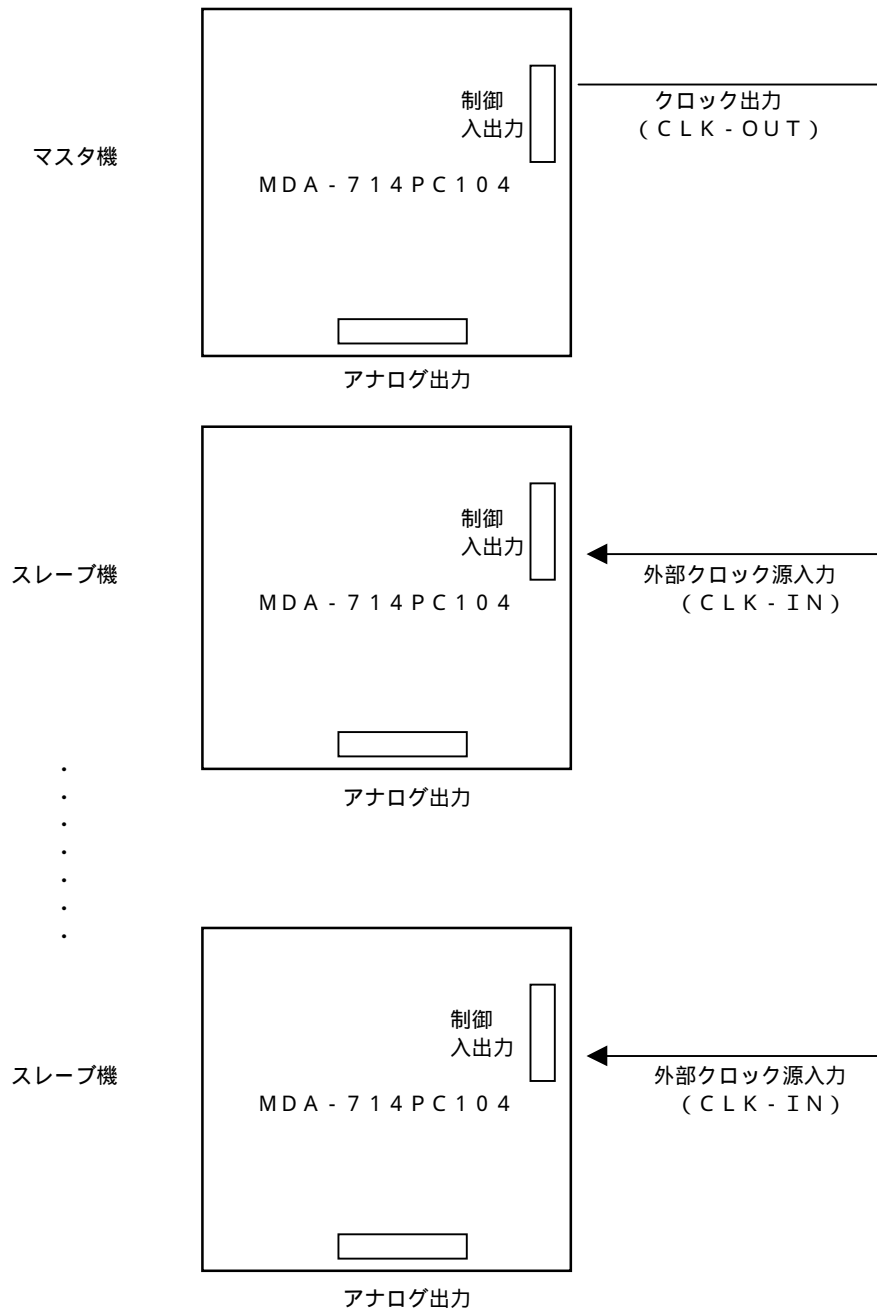 制御
入出力
クロック出力
(CLK-OUT)
マスタ機
MDA-714PC104
アナログ出力
制御
入出力
外部クロック源入力
(CLK-IN)
スレーブ機
MDA-714PC104
アナログ出力
・
・
・
・
・
・
・
制御
入出力
外部クロック源入力
(CLK-IN)
スレーブ機
MDA-714PC104
アナログ出力